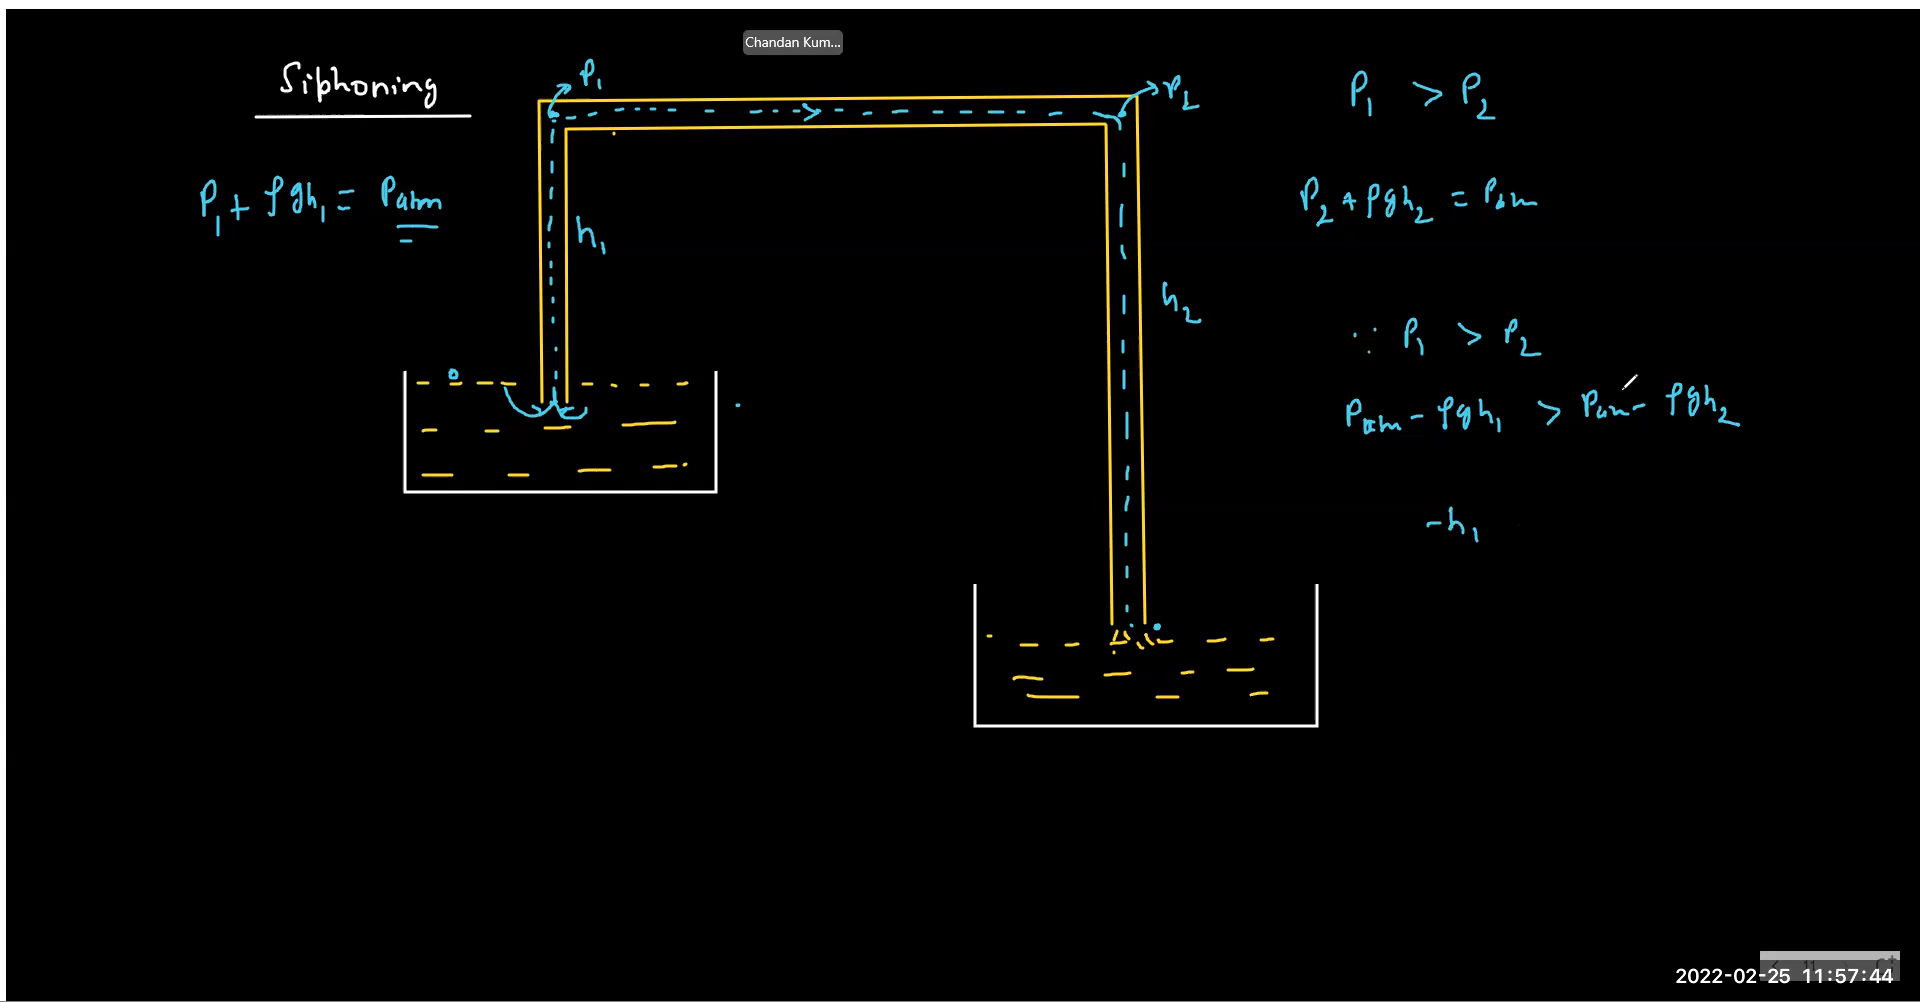 Chandan Kum...
Siphoning
P₁
P₂
P₁ > P₂
P₁ + ρgh₁ = Patm
P₂ + ρgh₂ = Patm
h₁
h₂
∵ P₁ > P₂
Patm - ρgh₁ > Patm - ρgh₂
-h₁
2022-02-25 11:57:44